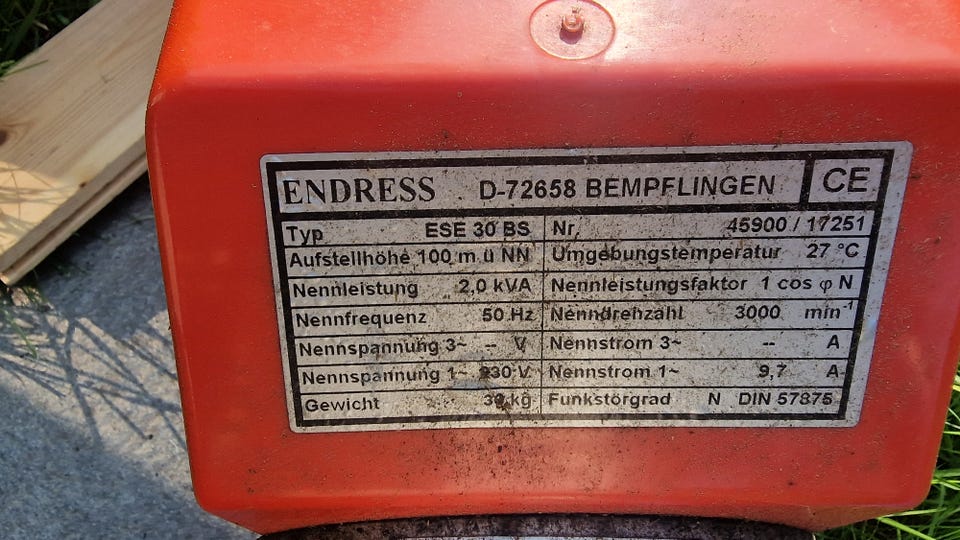 ENDRESS D-72658 BEMPFLINGEN CE
Typ ESE 30 BS Nr. 45900 / 17251
Aufstellhöhe 100 m ü NN Umgebungstemperatur 27 °C
Nennleistung 2,0 kVA Nennleistungsfaktor 1 cos φ N
Nennfrequenz 50 Hz Nenndrehzahl 3000 min-1
Nennspannung 3~ -- V Nennstrom 3~ -- A
Nennspannung 1~ 230 V Nennstrom 1~ 9,7 A
Gewicht kg Funkstörgrad N DIN 57875